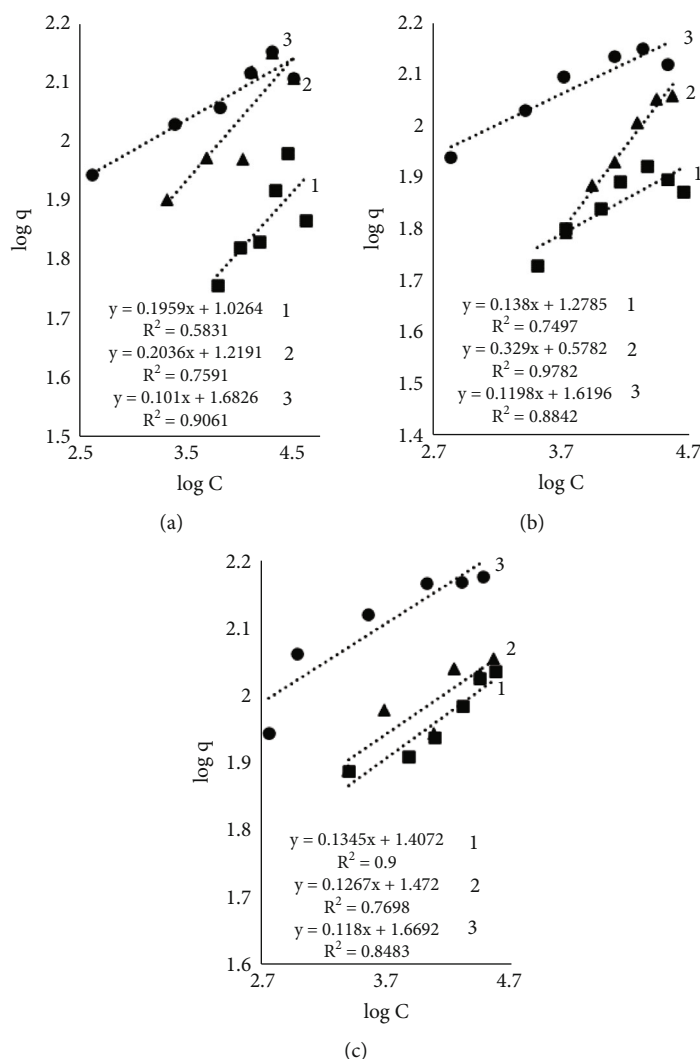 2.2
2.1
2
1.9
1.8
1.7
1.6
1.5
log q
3
2
1
y = 0.1959x + 1.0264 1
R² = 0.5831
y = 0.2036x + 1.2191 2
R² = 0.7591
y = 0.101x + 1.6826 3
R² = 0.9061
2.5 3.5 4.5
log C
(a)
2.2
2.1
2
1.9
1.8
1.7
1.6
1.5
1.4
log q
3
2
1
y = 0.138x + 1.2785 1
R² = 0.7497
y = 0.329x + 0.5782 2
R² = 0.9782
y = 0.1198x + 1.6196 3
R² = 0.8842
2.7 3.7 4.7
log C
(b)
2.2
2.1
2
1.9
1.8
1.7
1.6
log q
3
2
1
y = 0.1345x + 1.4072 1
R² = 0.9
y = 0.1267x + 1.472 2
R² = 0.7698
y = 0.118x + 1.6692 3
R² = 0.8483
2.7 3.7 4.7
log C
(c)